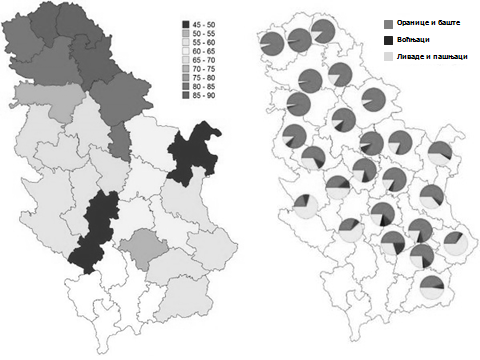 45 - 50
50 - 55
55 - 60
60 - 65
65 - 70
70 - 75
75 - 80
80 - 85
85 - 90
Оранице и баште
Воћњаци
Ливаде и пашњаци